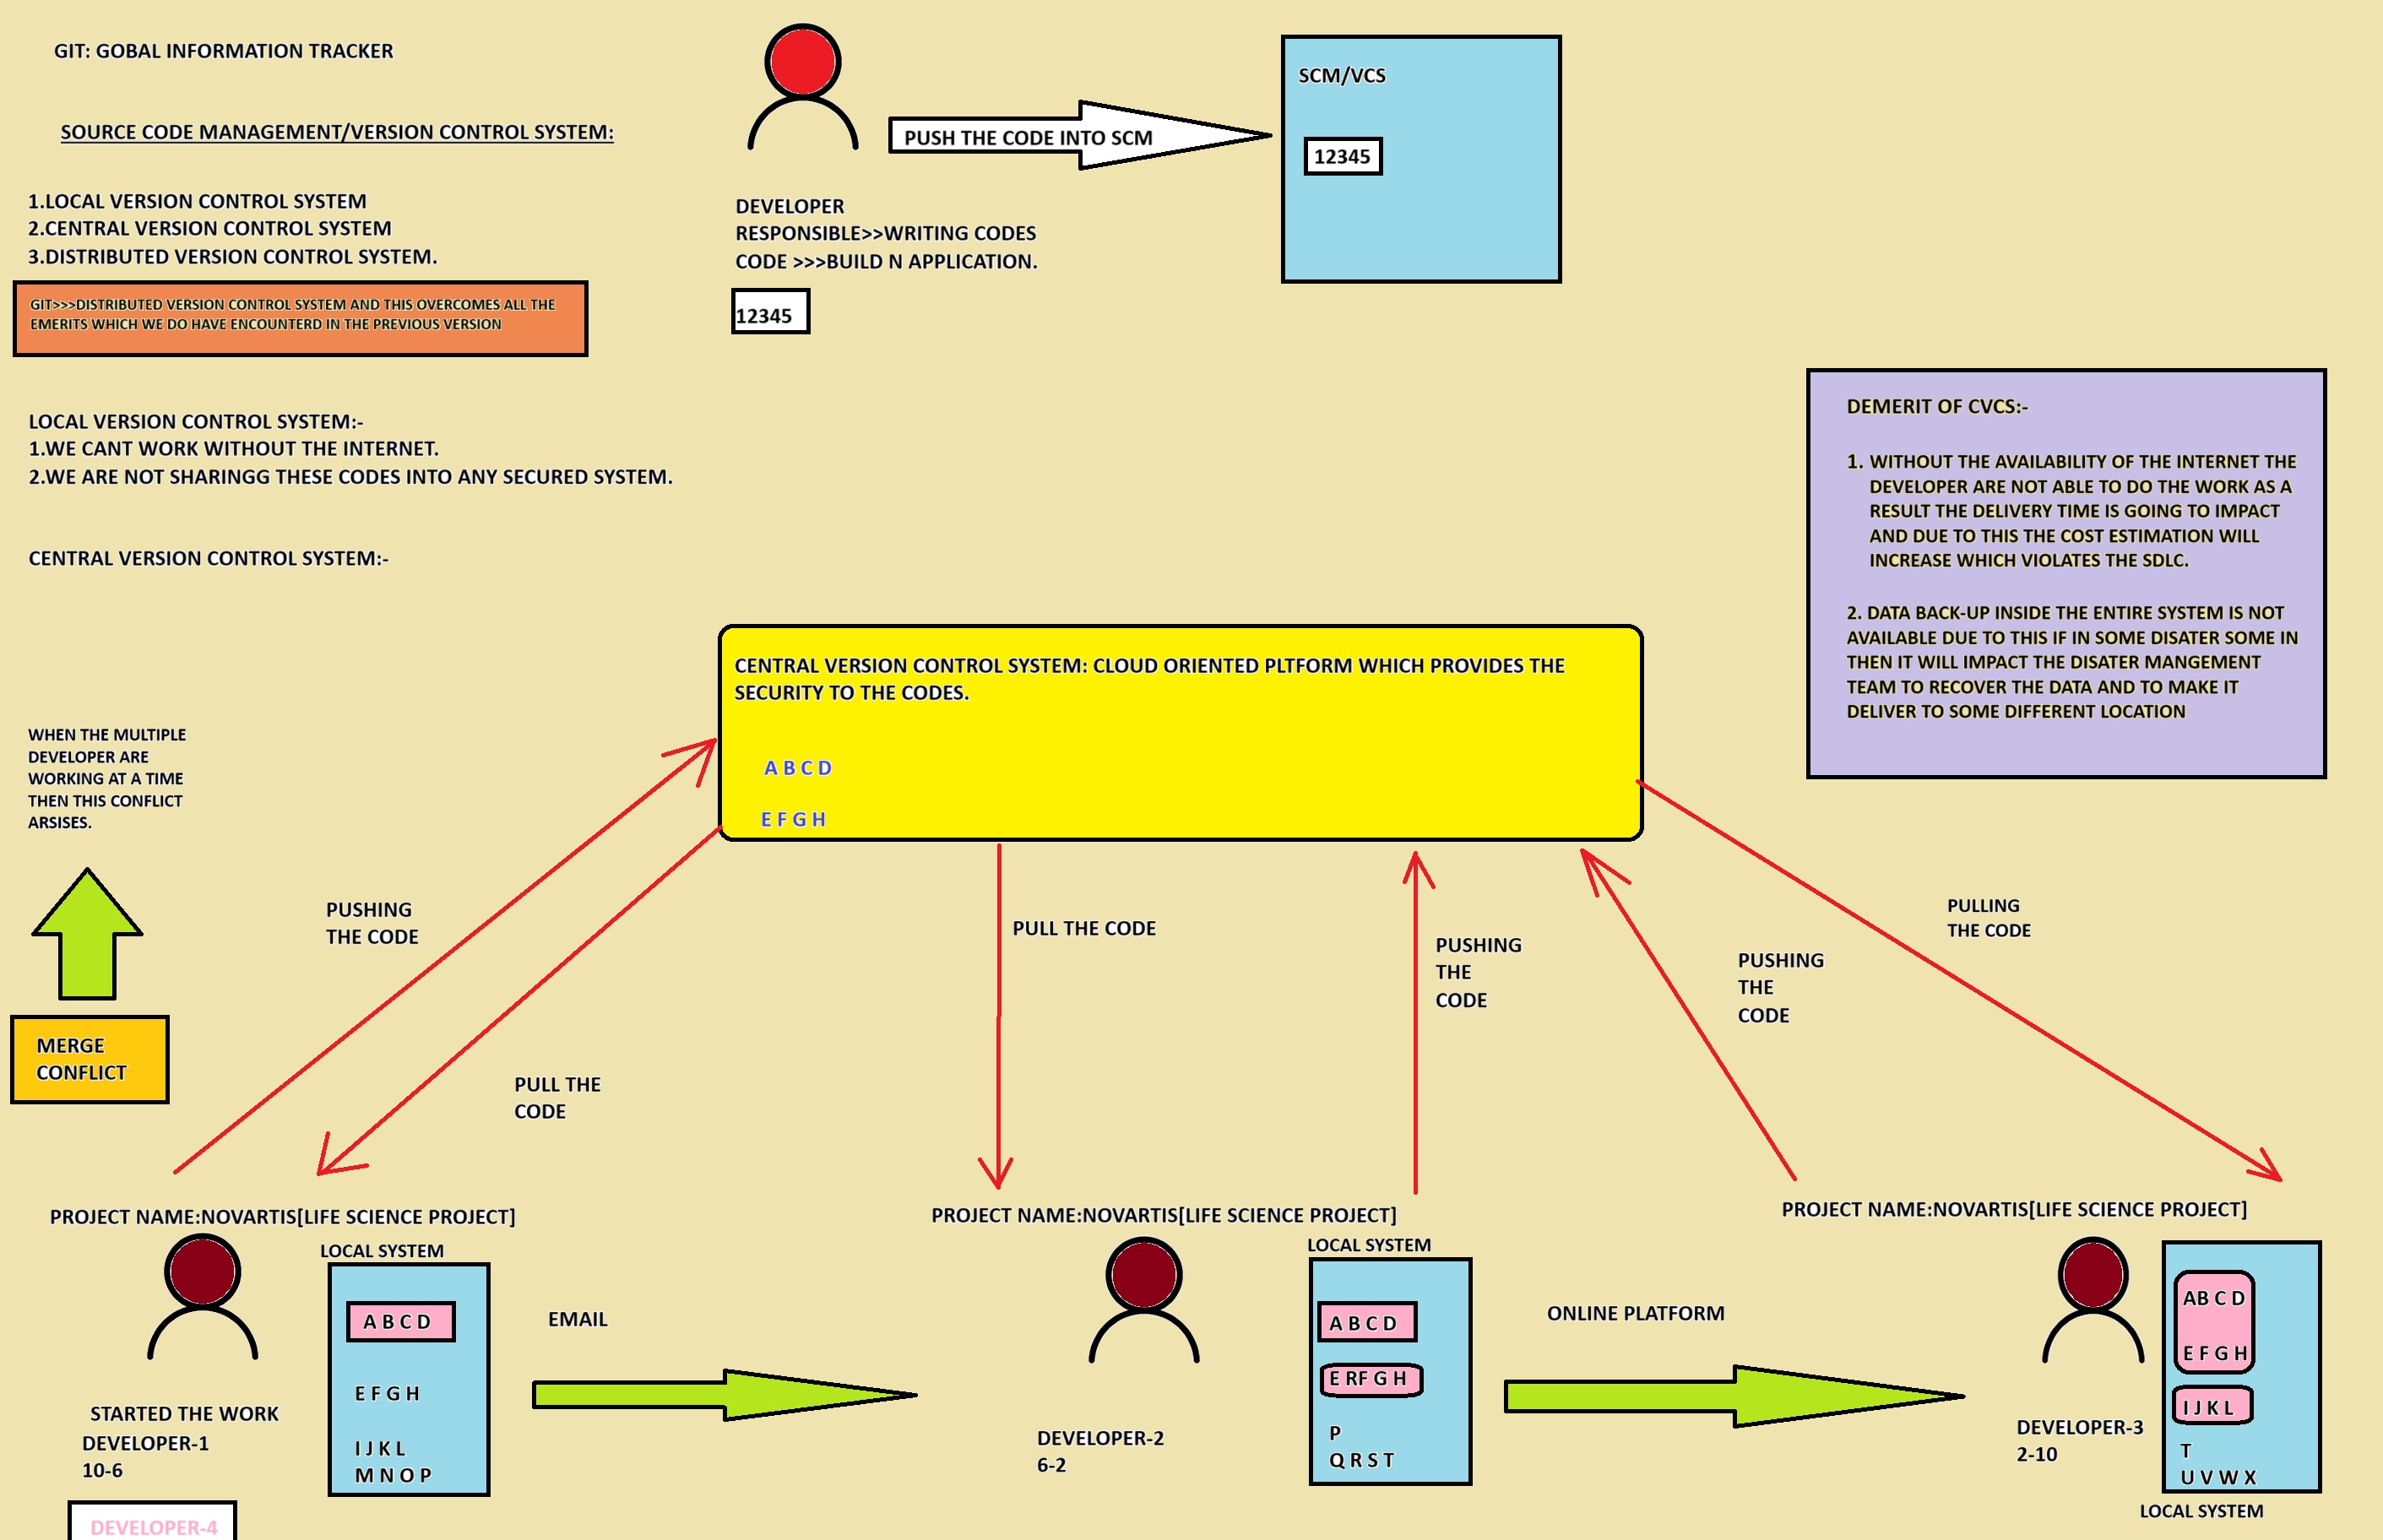 GIT: GOBAL INFORMATION TRACKER
SOURCE CODE MANAGEMENT/VERSION CONTROL SYSTEM:
1.LOCAL VERSION CONTROL SYSTEM
2.CENTRAL VERSION CONTROL SYSTEM
3.DISTRIBUTED VERSION CONTROL SYSTEM.
GIT>>>DISTRIBUTED VERSION CONTROL SYSTEM AND THIS OVERCOMES ALL THE
EMERITS WHICH WE DO HAVE ENCOUNTERD IN THE PREVIOUS VERSION
PUSH THE CODE INTO SCM
DEVELOPER
RESPONSIBLE>>WRITING CODES
CODE >>>BUILD N APPLICATION.
12345
SCM/VCS
12345
LOCAL VERSION CONTROL SYSTEM:-
1.WE CANT WORK WITHOUT THE INTERNET.
2.WE ARE NOT SHARINGG THESE CODES INTO ANY SECURED SYSTEM.
CENTRAL VERSION CONTROL SYSTEM:-
DEMERIT OF CVCS:-
1. WITHOUT THE AVAILABILITY OF THE INTERNET THE
DEVELOPER ARE NOT ABLE TO DO THE WORK AS A
RESULT THE DELIVERY TIME IS GOING TO IMPACT
AND DUE TO THIS THE COST ESTIMATION WILL
INCREASE WHICH VIOLATES THE SDLC.
2. DATA BACK-UP INSIDE THE ENTIRE SYSTEM IS NOT
AVAILABLE DUE TO THIS IF IN SOME DISATER SOME IN
THEN IT WILL IMPACT THE DISATER MANGEMENT
TEAM TO RECOVER THE DATA AND TO MAKE IT
DELIVER TO SOME DIFFERENT LOCATION
CENTRAL VERSION CONTROL SYSTEM: CLOUD ORIENTED PLTFORM WHICH PROVIDES THE
SECURITY TO THE CODES.
A B C D
E F G H
WHEN THE MULTIPLE
DEVELOPER ARE
WORKING AT A TIME
THEN THIS CONFLICT
ARSISES.
MERGE
CONFLICT
PUSHING
THE CODE
PULL THE
CODE
PULL THE CODE
PUSHING
THE
CODE
PUSHING
THE
CODE
PULLING
THE CODE
PROJECT NAME:NOVARTIS[LIFE SCIENCE PROJECT]
LOCAL SYSTEM
A B C D
E F G H
I J K L
M N O P
STARTED THE WORK
DEVELOPER-1
10-6
DEVELOPER-4
EMAIL
PROJECT NAME:NOVARTIS[LIFE SCIENCE PROJECT]
LOCAL SYSTEM
A B C D
E RF G H
P
Q R S T
DEVELOPER-2
6-2
ONLINE PLATFORM
PROJECT NAME:NOVARTIS[LIFE SCIENCE PROJECT]
AB C D
E F G H
I J K L
T
U V W X
DEVELOPER-3
2-10
LOCAL SYSTEM